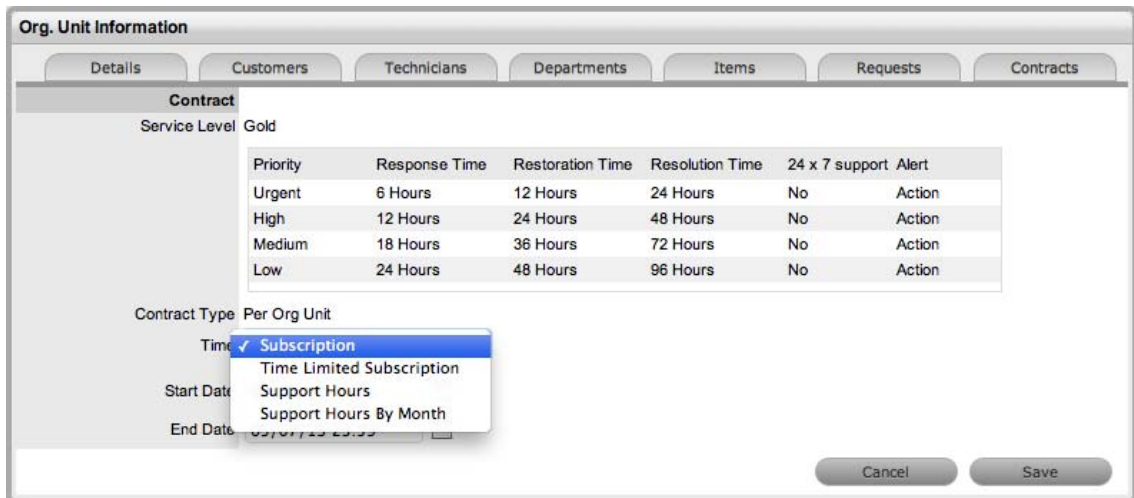 Org. Unit Information
Details Customers Technicians Departments Items Requests Contracts
Contract
Service Level Gold
Priority Response Time Restoration Time Resolution Time 24 x 7 support Alert
Urgent 6 Hours 12 Hours 24 Hours No Action
High 12 Hours 24 Hours 48 Hours No Action
Medium 18 Hours 36 Hours 72 Hours No Action
Low 24 Hours 48 Hours 96 Hours No Action
Contract Type Per Org Unit
Time ✓ Subscription
Time Limited Subscription
Start Date Support Hours
Support Hours By Month
End Date
Cancel Save